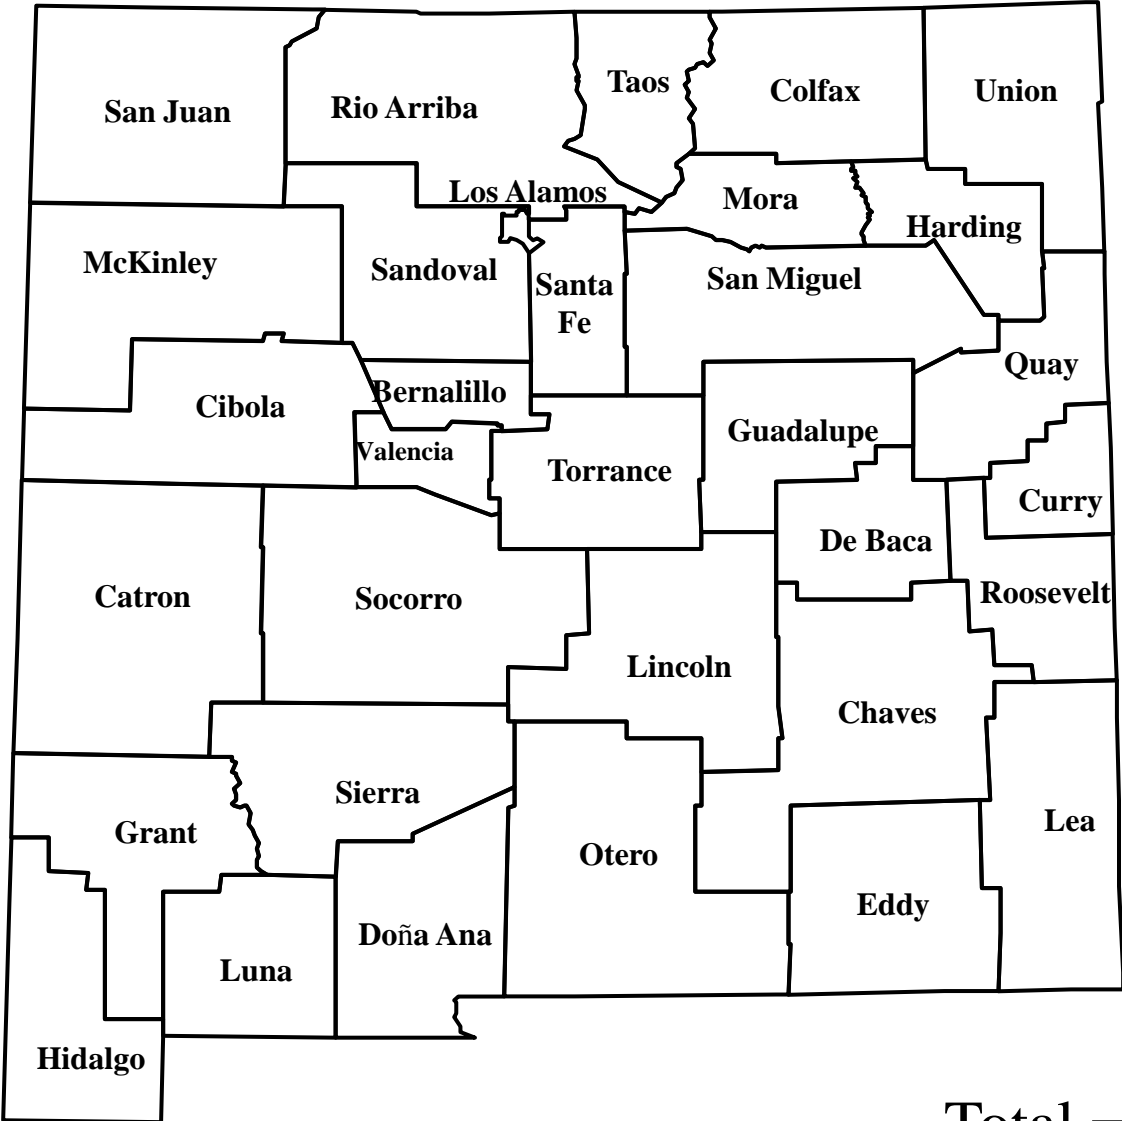 Taos
Colfax
Union
San Juan
Rio Arriba
Los Alamos
Mora
Harding
McKinley
Sandoval
San Miguel
Santa
Fe
Quay
Bernalillo
Cibola
Guadalupe
Valencia
Torrance
Curry
De Baca
Catron
Socorro
Roosevelt
Lincoln
Chaves
Sierra
Grant
Lea
Otero
Eddy
Doña Ana
Luna
Hidalgo
Total